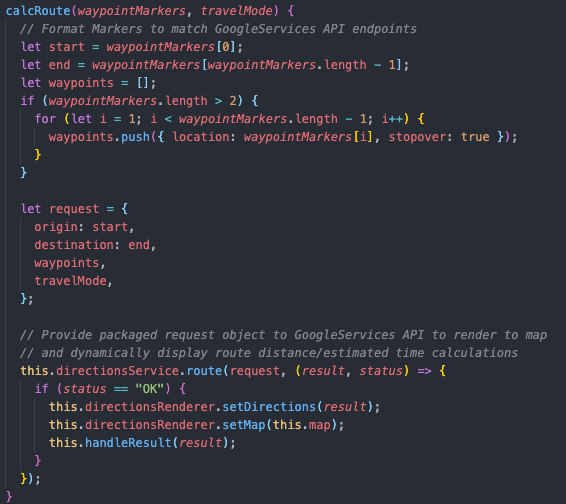 calcRoute(waypointMarkers, travelMode) {
  // Format Markers to match GoogleServices API endpoints
  let start = waypointMarkers[0];
  let end = waypointMarkers[waypointMarkers.length - 1];
  let waypoints = [];
  if (waypointMarkers.length > 2) {
    for (let i = 1; i < waypointMarkers.length - 1; i++) {
      waypoints.push({ location: waypointMarkers[i], stopover: true });
    }
  }

  let request = {
    origin: start,
    destination: end,
    waypoints,
    travelMode,
  };

  // Provide packaged request object to GoogleServices API to render to map
  // and dynamically display route distance/estimated time calculations
  this.directionsService.route(request, (result, status) => {
    if (status == "OK") {
      this.directionsRenderer.setDirections(result);
      this.directionsRenderer.setMap(this.map);
      this.handleResult(result);
    }
  });
}